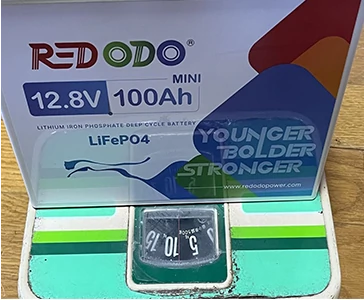 REDODO®
MINI
12.8V 100Ah
LITHIUM IRON PHOSPHATE DEEP CYCLE BATTERY
LiFePO4
YOUNGER
BOLDER
STRONGER
www.redodopower.com
5 10 15